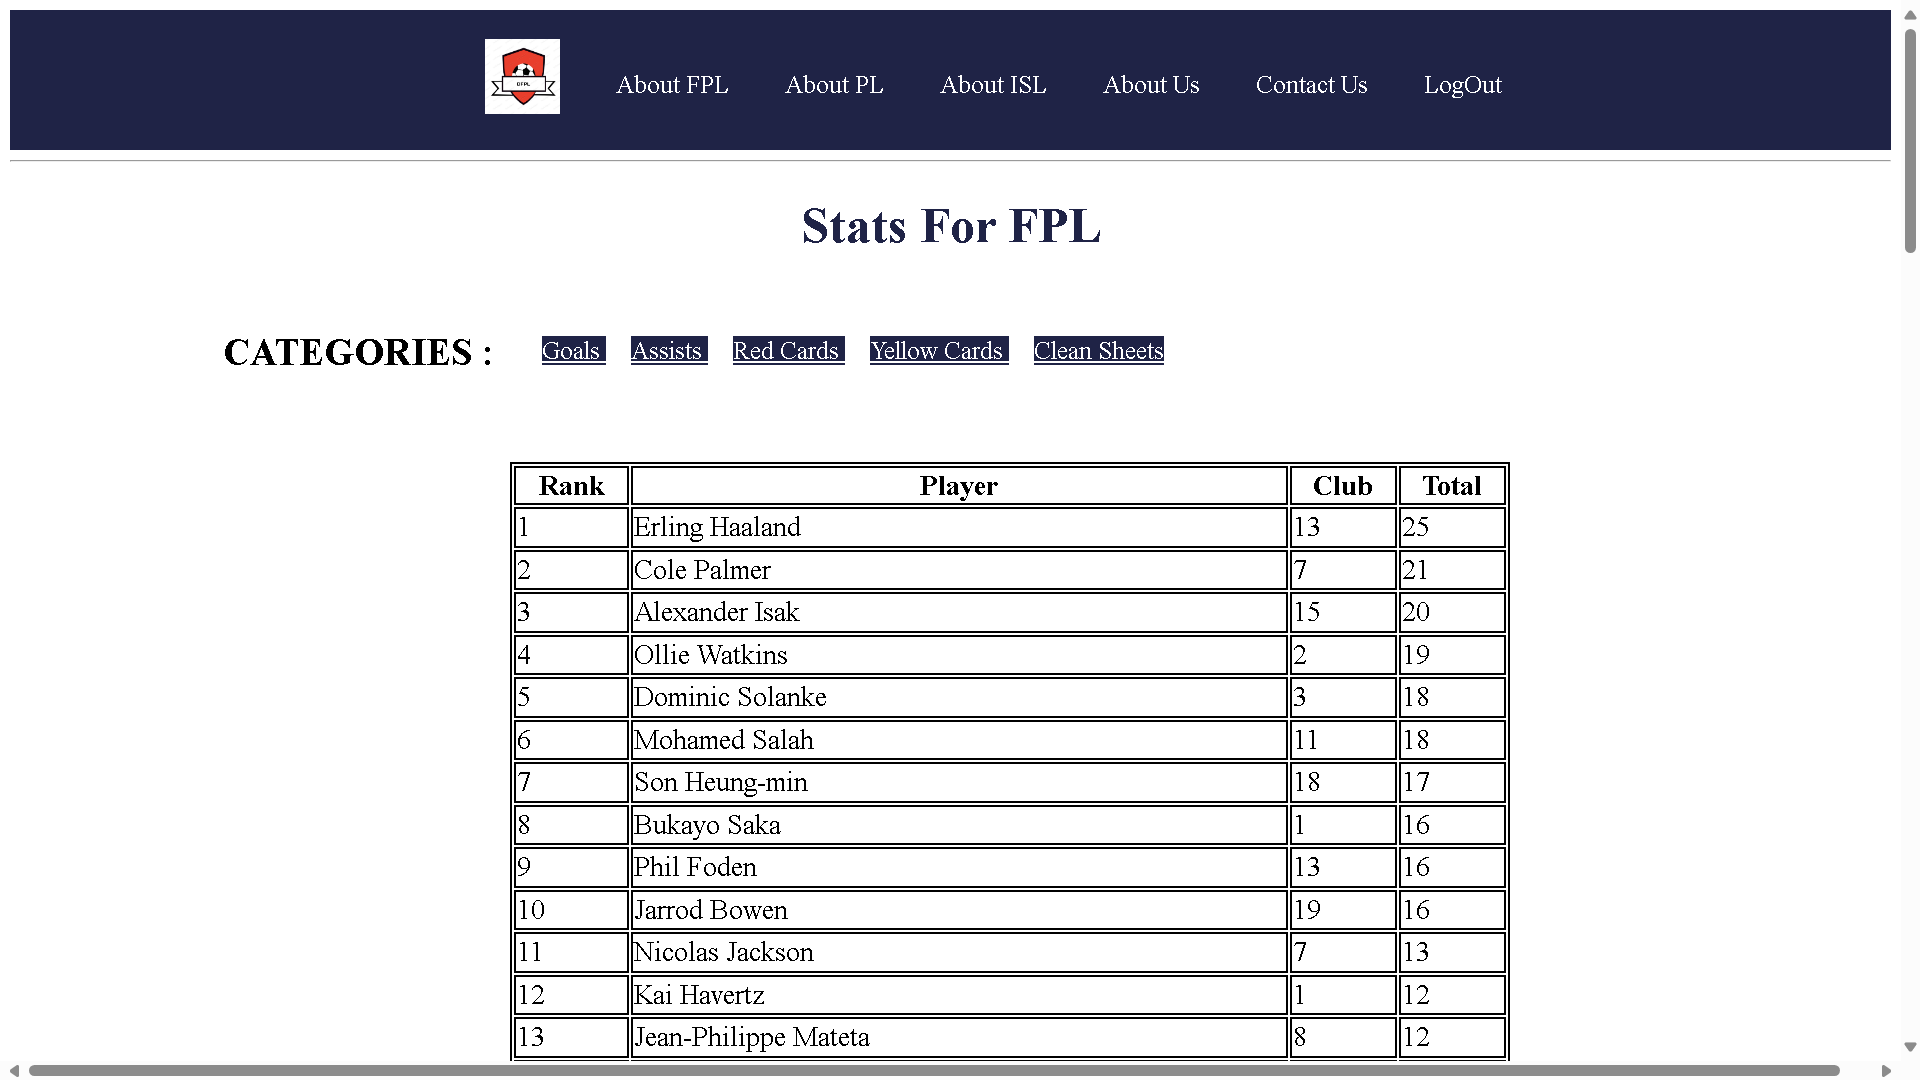 DFPL
About FPL About PL About ISL About Us Contact Us LogOut
Stats For FPL
CATEGORIES : Goals Assists Red Cards Yellow Cards Clean Sheets
Rank Player Club Total
1 Erling Haaland 13 25
2 Cole Palmer 7 21
3 Alexander Isak 15 20
4 Ollie Watkins 2 19
5 Dominic Solanke 3 18
6 Mohamed Salah 11 18
7 Son Heung-min 18 17
8 Bukayo Saka 1 16
9 Phil Foden 13 16
10 Jarrod Bowen 19 16
11 Nicolas Jackson 7 13
12 Kai Havertz 1 12
13 Jean-Philippe Mateta 8 12